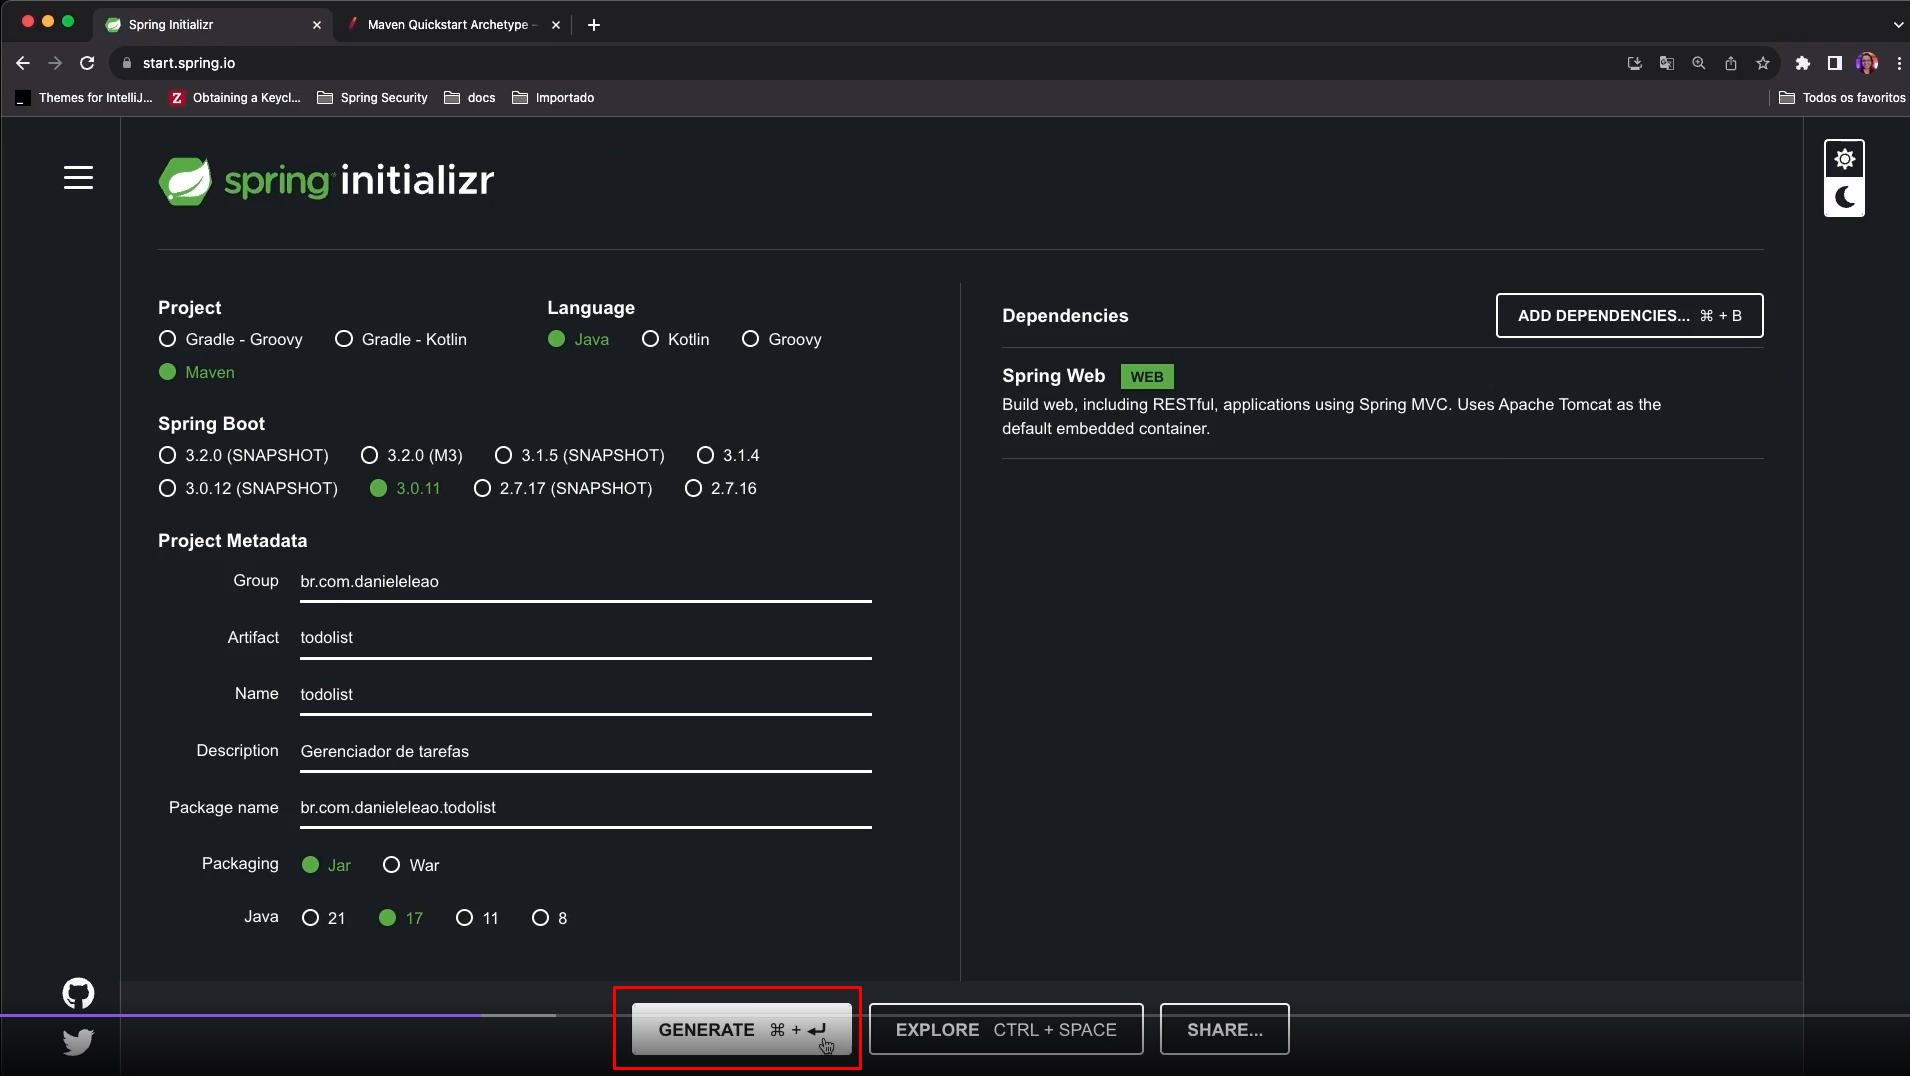 Spring Initializr
Maven Quickstart Archetype –
start.spring.io
Themes for IntelliJ...
Z Obtaining a Keycl...
Spring Security
docs
Importado
Todos os favoritos
spring initializr
Project
Gradle - Groovy
Gradle - Kotlin
Maven
Language
Java
Kotlin
Groovy
Spring Boot
3.2.0 (SNAPSHOT)
3.2.0 (M3)
3.1.5 (SNAPSHOT)
3.1.4
3.0.12 (SNAPSHOT)
3.0.11
2.7.17 (SNAPSHOT)
2.7.16
Project Metadata
Group br.com.danieleleao
Artifact todolist
Name todolist
Description Gerenciador de tarefas
Package name br.com.danieleleao.todolist
Packaging Jar War
Java 21 17 11 8
Dependencies
ADD DEPENDENCIES... ⌘ + B
Spring Web WEB
Build web, including RESTful, applications using Spring MVC. Uses Apache Tomcat as the
default embedded container.
GENERATE ⌘ + ↵
EXPLORE CTRL + SPACE
SHARE...